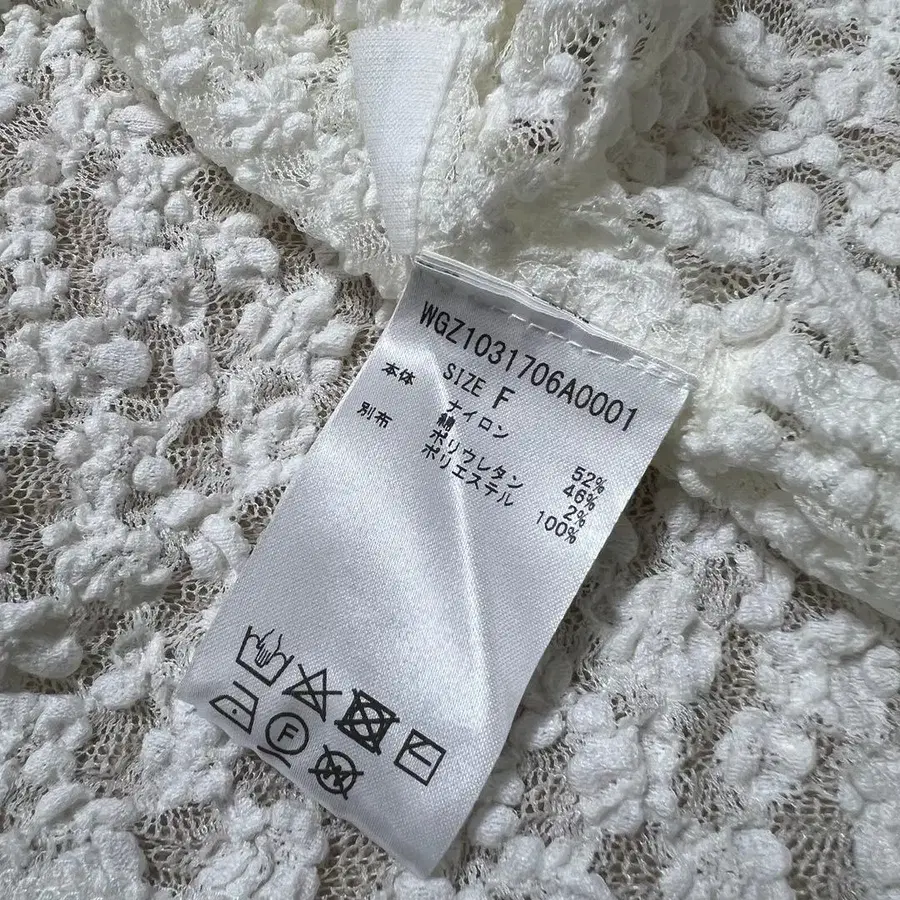 WGZ1031706A0001
SIZE F
本体 ナイロン 52%
綿 46%
ポリウレタン 2%
別布 ポリエステル 100%
F
W